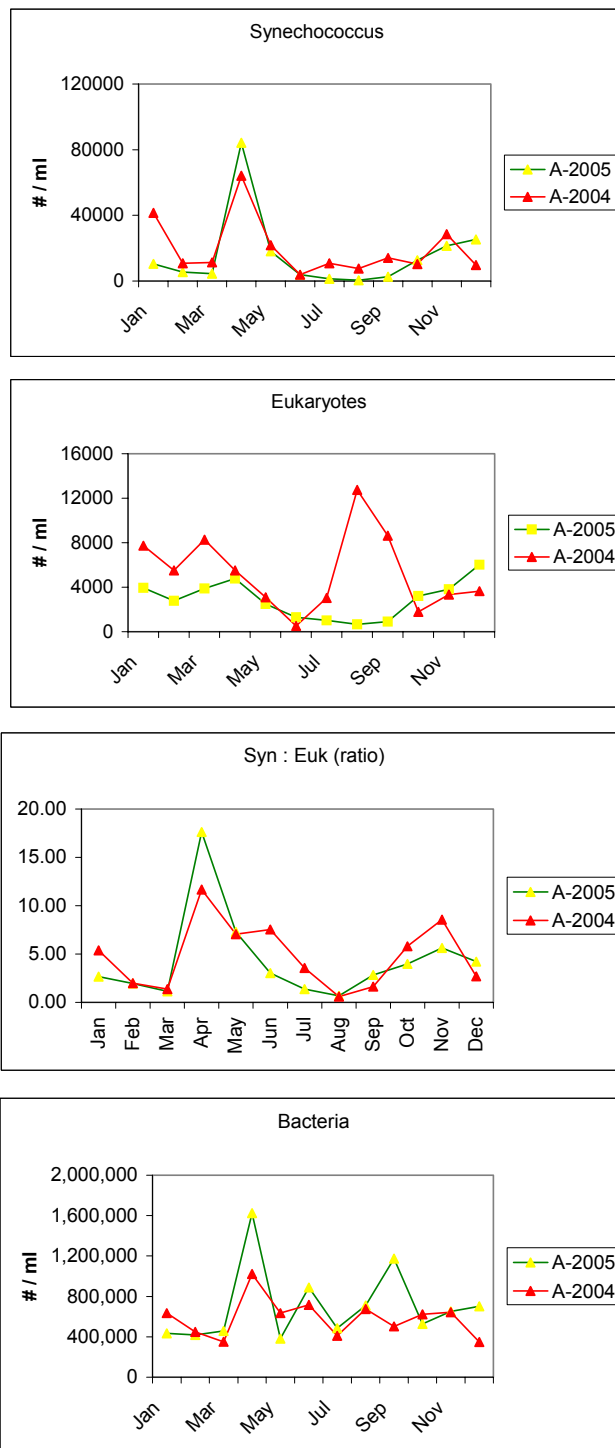 Synechococcus
120000
80000
40000
0
# / ml
Jan
Mar
May
Jul
Sep
Nov
A-2005
A-2004
Eukaryotes
16000
12000
8000
4000
0
# / ml
Jan
Mar
May
Jul
Sep
Nov
A-2005
A-2004
Syn : Euk (ratio)
20.00
15.00
10.00
5.00
0.00
Jan
Feb
Mar
Apr
May
Jun
Jul
Aug
Sep
Oct
Nov
Dec
A-2005
A-2004
Bacteria
2,000,000
1,600,000
1,200,000
800,000
400,000
0
# / ml
Jan
Mar
May
Jul
Sep
Nov
A-2005
A-2004